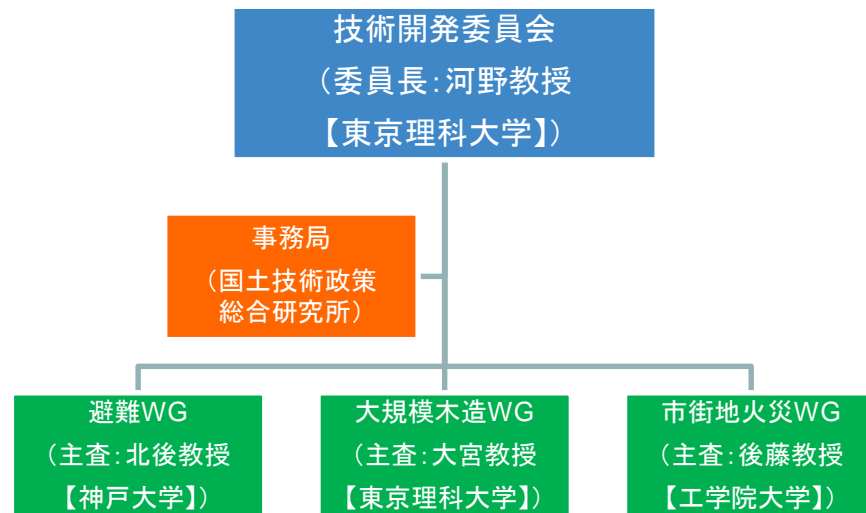 技術開発委員会
（委員長：河野教授
【東京理科大学】）
事務局
（国土技術政策
総合研究所）
避難WG
（主査：北後教授
【神戸大学】）
大規模木造WG
（主査：大宮教授
【東京理科大学】）
市街地火災WG
（主査：後藤教授
【工学院大学】）